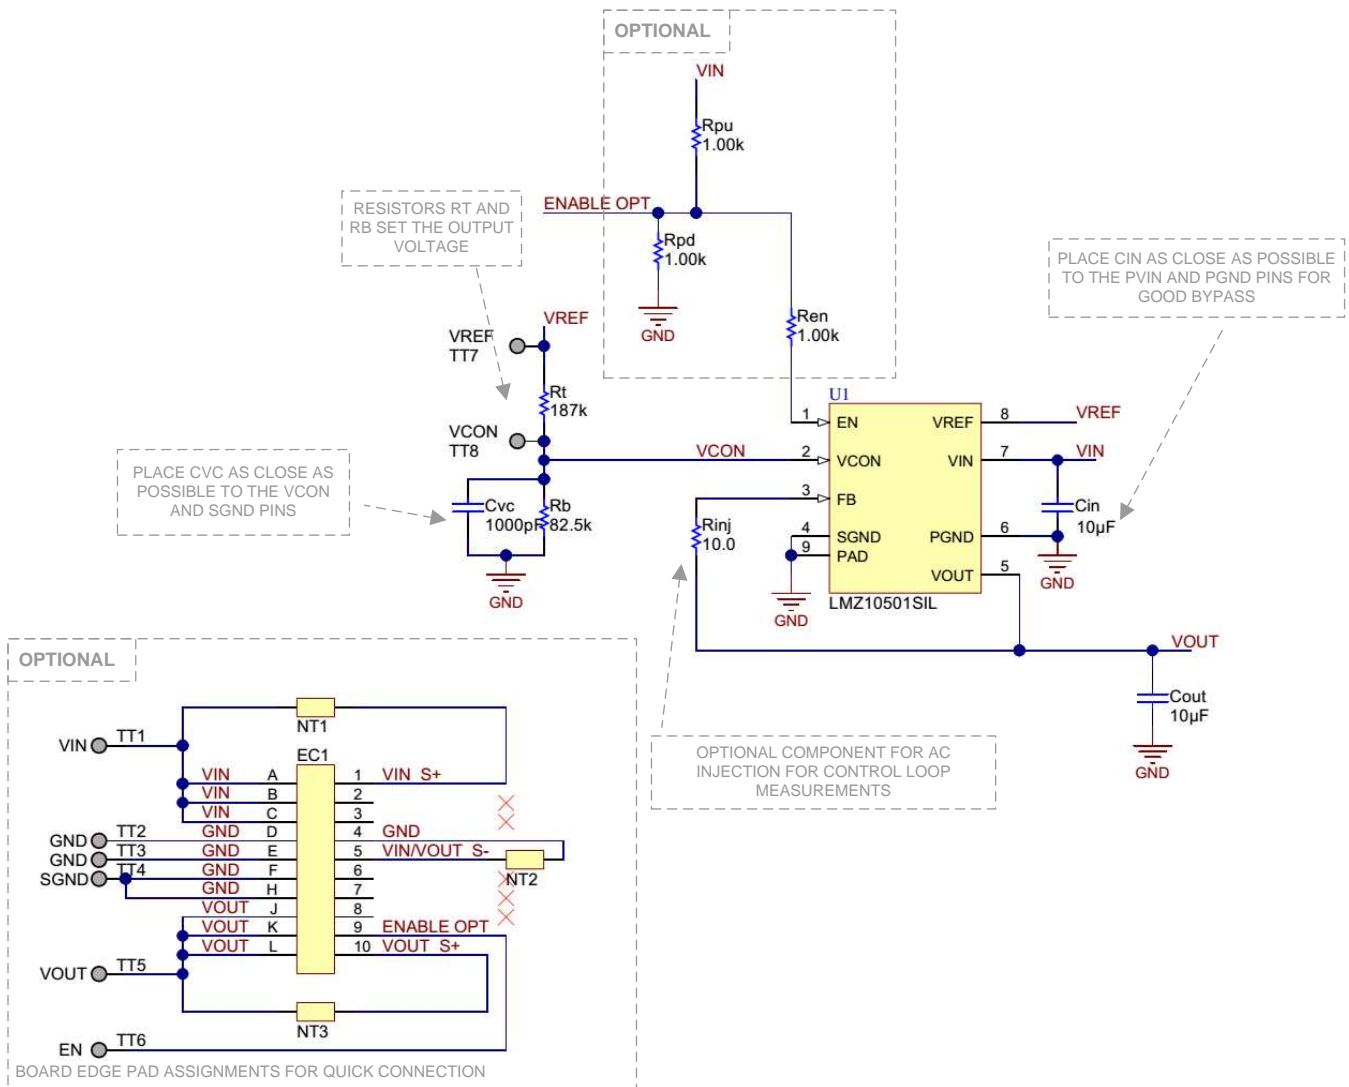 OPTIONAL
VIN
Rpu
1.00k
ENABLE OPT
Rpd
1.00k
GND
Ren
1.00k
RESISTORS RT AND
RB SET THE OUTPUT
VOLTAGE
PLACE CIN AS CLOSE AS POSSIBLE
TO THE PVIN AND PGND PINS FOR
GOOD BYPASS
VREF
VREF
TT7
Rt
187k
VCON
TT8
VCON
PLACE CVC AS CLOSE AS
POSSIBLE TO THE VCON
AND SGND PINS
Cvc
1000pF
Rb
82.5k
GND
U1
1 EN
2 VCON
3 FB
4 SGND
9 PAD
VREF 8 VREF
VIN 7 VIN
PGND 6
VOUT 5
LMZ10501SIL
Cin
10µF
GND
GND
Rinj
10.0
VOUT
Cout
10µF
GND
OPTIONAL COMPONENT FOR AC
INJECTION FOR CONTROL LOOP
MEASUREMENTS
OPTIONAL
NT1
VIN TT1
EC1
VIN A 1 VIN S+
VIN B 2
VIN C 3
GND TT2 GND D 4 GND
GND TT3 GND E 5 VIN/VOUT S-
SGND TT4 GND F 6
NT2
GND H 7
VOUT J 8
VOUT K 9 ENABLE OPT
VOUT L 10 VOUT S+
VOUT TT5
NT3
EN TT6
BOARD EDGE PAD ASSIGNMENTS FOR QUICK CONNECTION